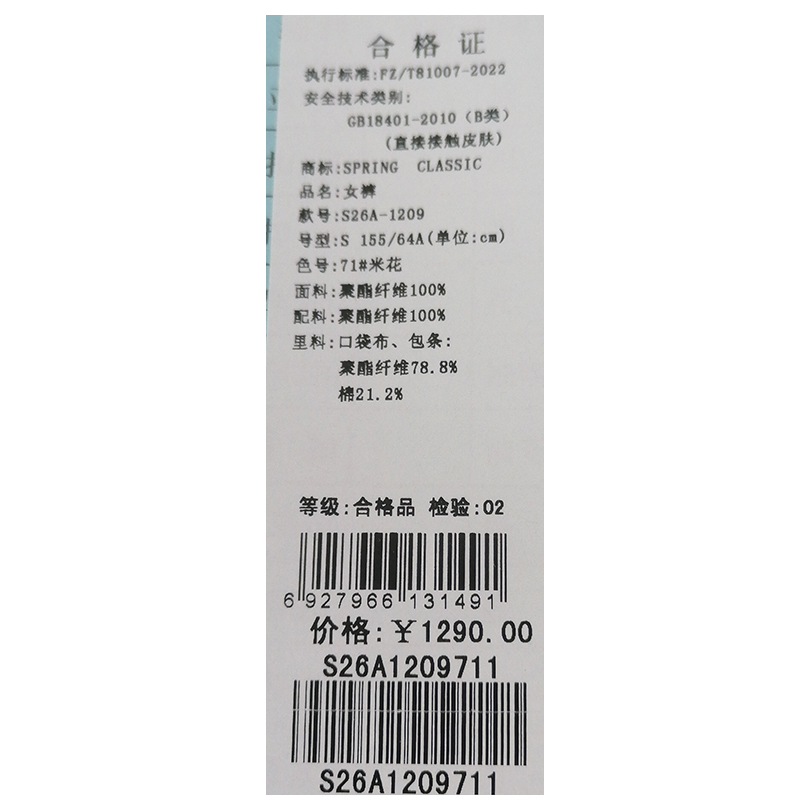 合格证
执行标准:FZ/T81007-2022
安全技术类别:
GB18401-2010（B类）
(直接接触皮肤)
商标:SPRING CLASSIC
品名:女裤
款号:S26A-1209
号型:S 155/64A(单位:cm)
色号:71#米花
面料:聚酯纤维100%
配料:聚酯纤维100%
里料:口袋布、包条:
聚酯纤维78.8%
棉21.2%
等级:合格品 检验:02
6 927966 131491
价格:￥1290.00
S26A1209711
S26A1209711